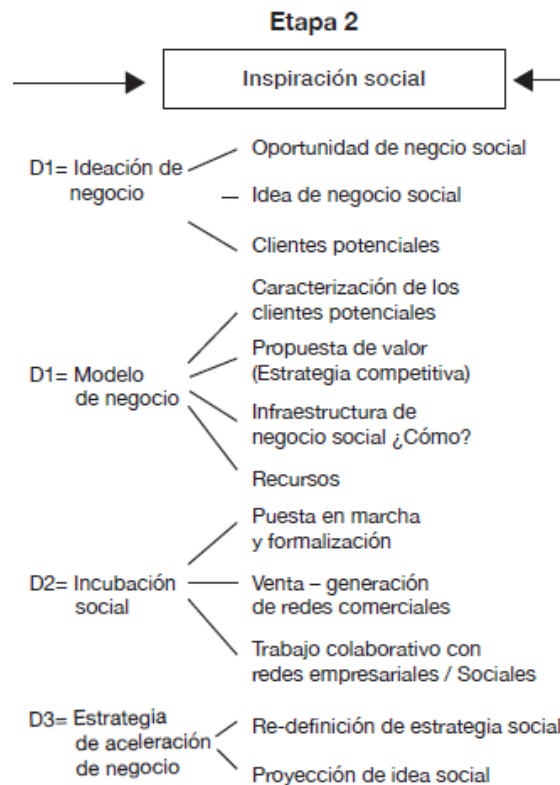 Etapa 2
Inspiración social
D1= Ideación de
negocio
Oportunidad de negcio social
Idea de negocio social
Clientes potenciales
D1= Modelo
de negocio
Caracterización de los
clientes potenciales
Propuesta de valor
(Estrategia competitiva)
Infraestructura de
negocio social ¿Cómo?
Recursos
D2= Incubación
social
Puesta en marcha
y formalización
Venta – generación
de redes comerciales
Trabajo colaborativo con
redes empresariales / Sociales
D3= Estrategia
de aceleración
de negocio
Re-definición de estrategia social
Proyección de idea social